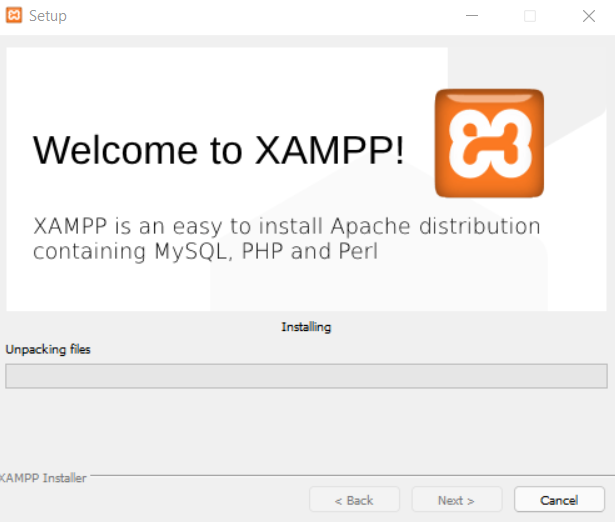 Setup
Welcome to XAMPP!
XAMPP is an easy to install Apache distribution
containing MySQL, PHP and Perl
Installing
Unpacking files
XAMPP Installer
< Back
Next >
Cancel